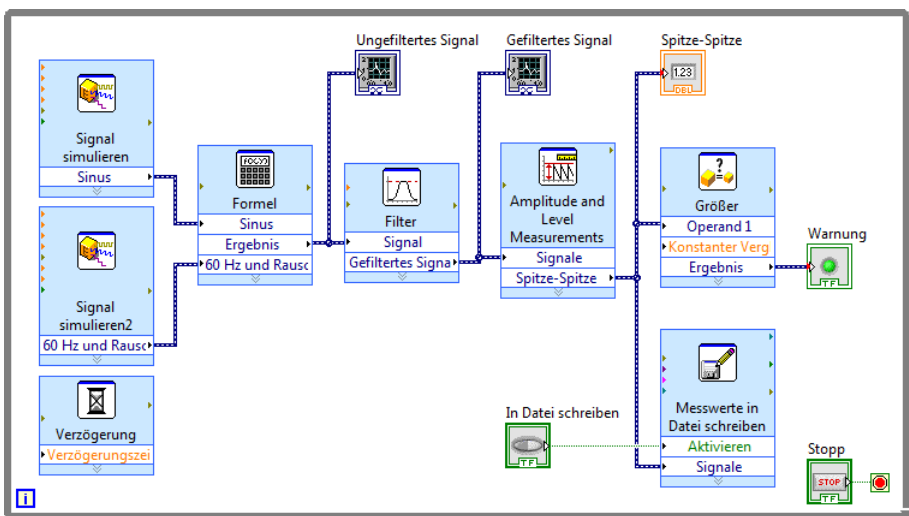 Ungefiltertes Signal
Gefiltertes Signal
Spitze-Spitze
1.23
DBL
Signal
simulieren
Sinus
f(x,y)
Formel
Sinus
Ergebnis
60 Hz und Rausc
Filter
Signal
Gefiltertes Signa
Amplitude and
Level
Measurements
Signale
Spitze-Spitze
?
Größer
Operand 1
Konstanter Verg
Ergebnis
Warnung
TF
Signal
simulieren2
60 Hz und Rausc
Verzögerung
Verzögerungszei
In Datei schreiben
TF
Messwerte in
Datei schreiben
Aktivieren
Signale
Stopp
STOP
TF
i